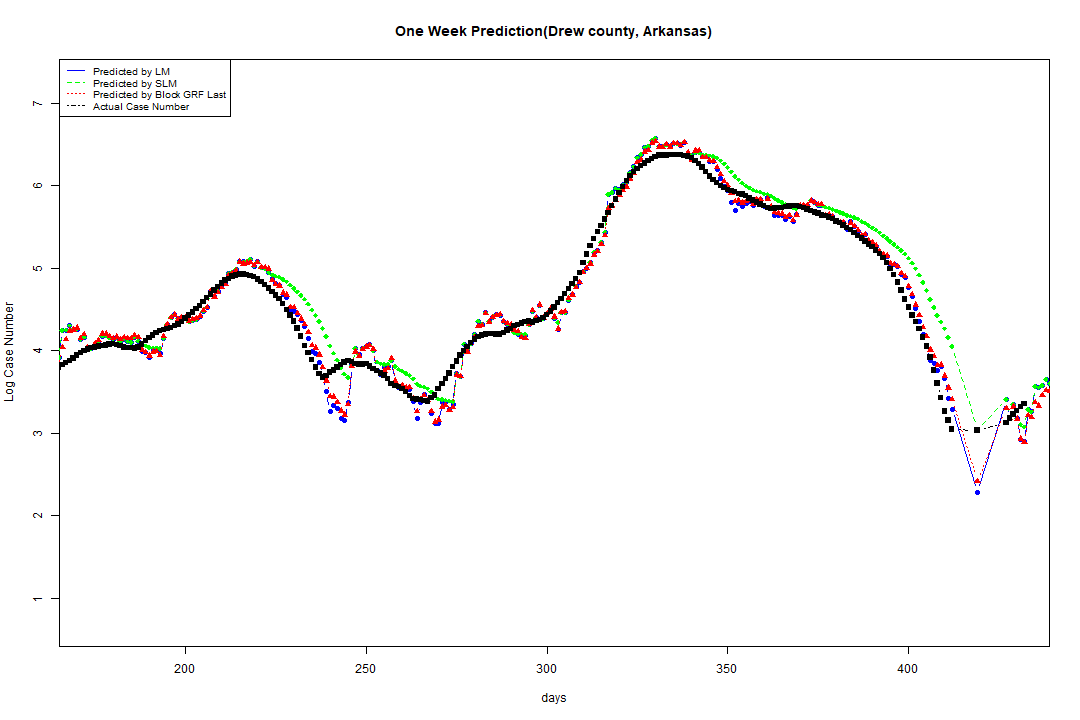 One Week Prediction(Drew county, Arkansas)
Predicted by LM
Predicted by SLM
Predicted by Block GRF Last
Actual Case Number
Log Case Number
7
6
5
4
3
2
1
200 250 300 350 400
days